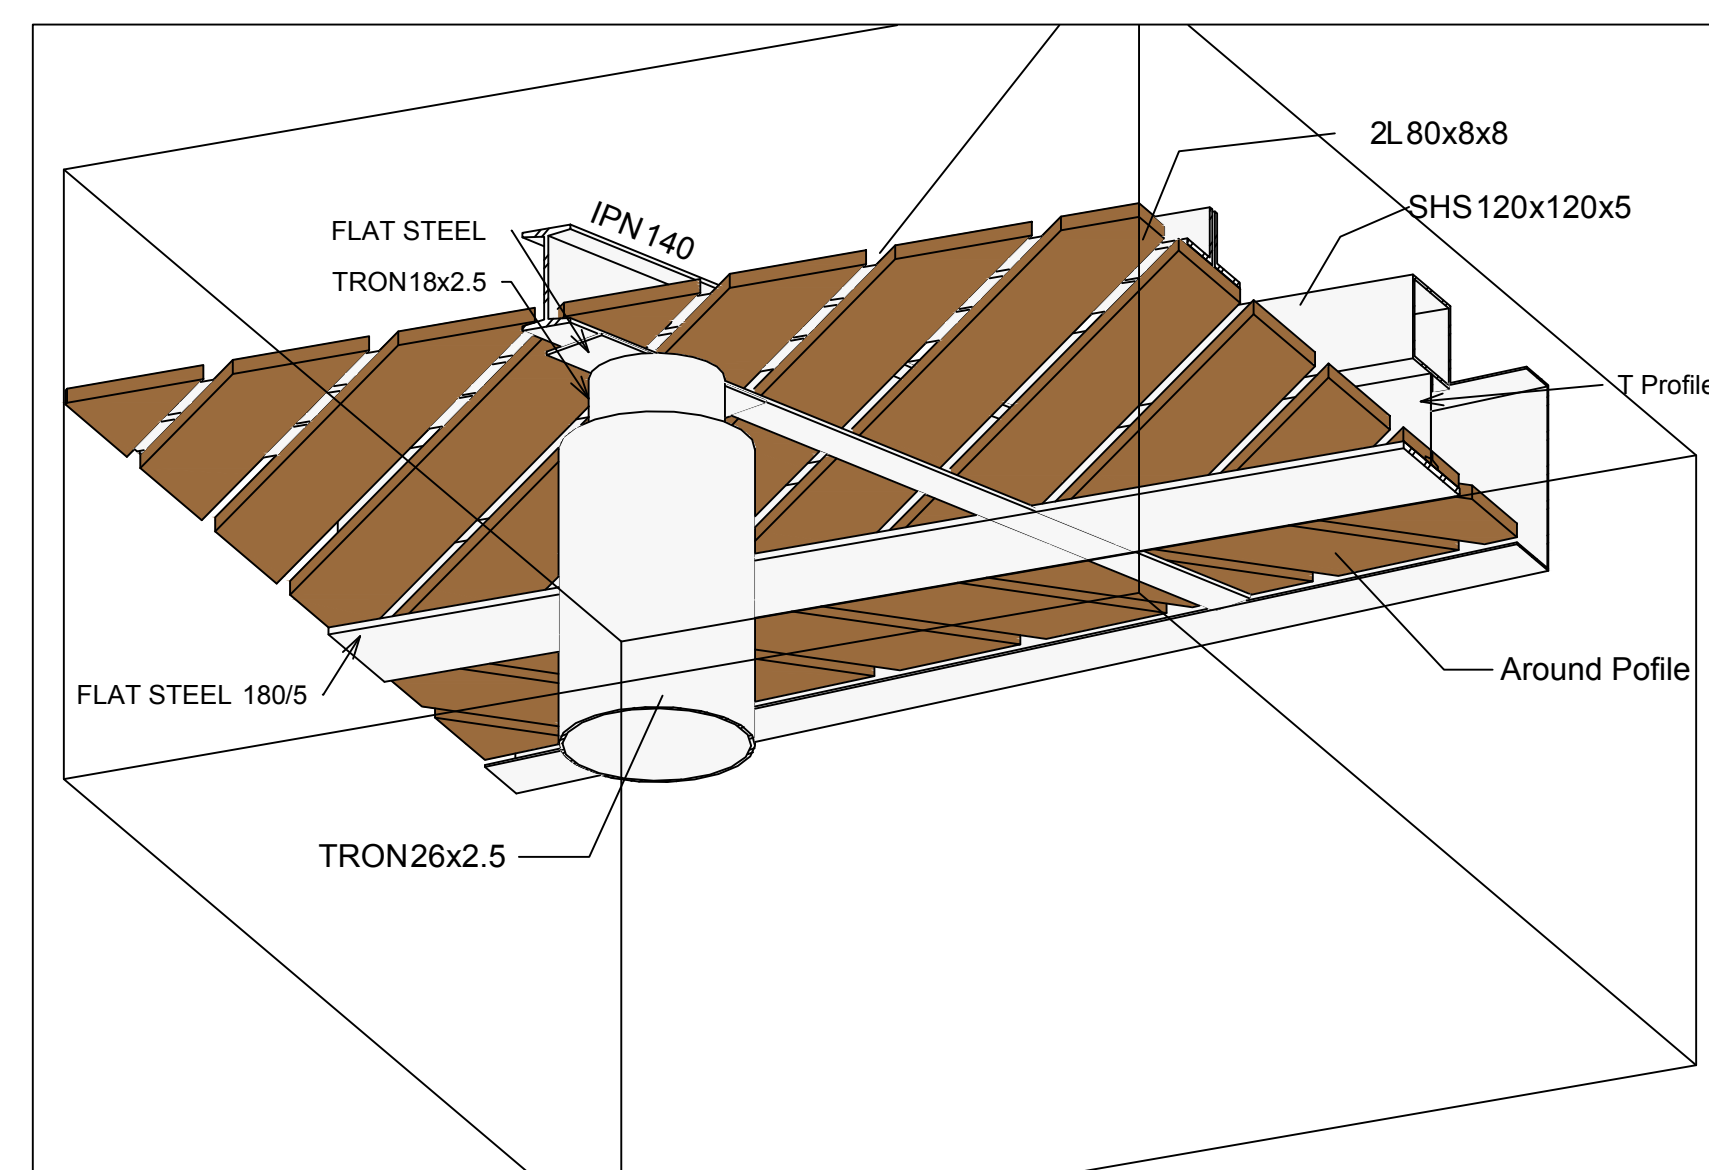 2L80x8x8
SHS120x120x5
IPN140
FLAT STEEL
TRON18x2.5
T Profile
Around Pofile
FLAT STEEL 180/5
TRON26x2.5